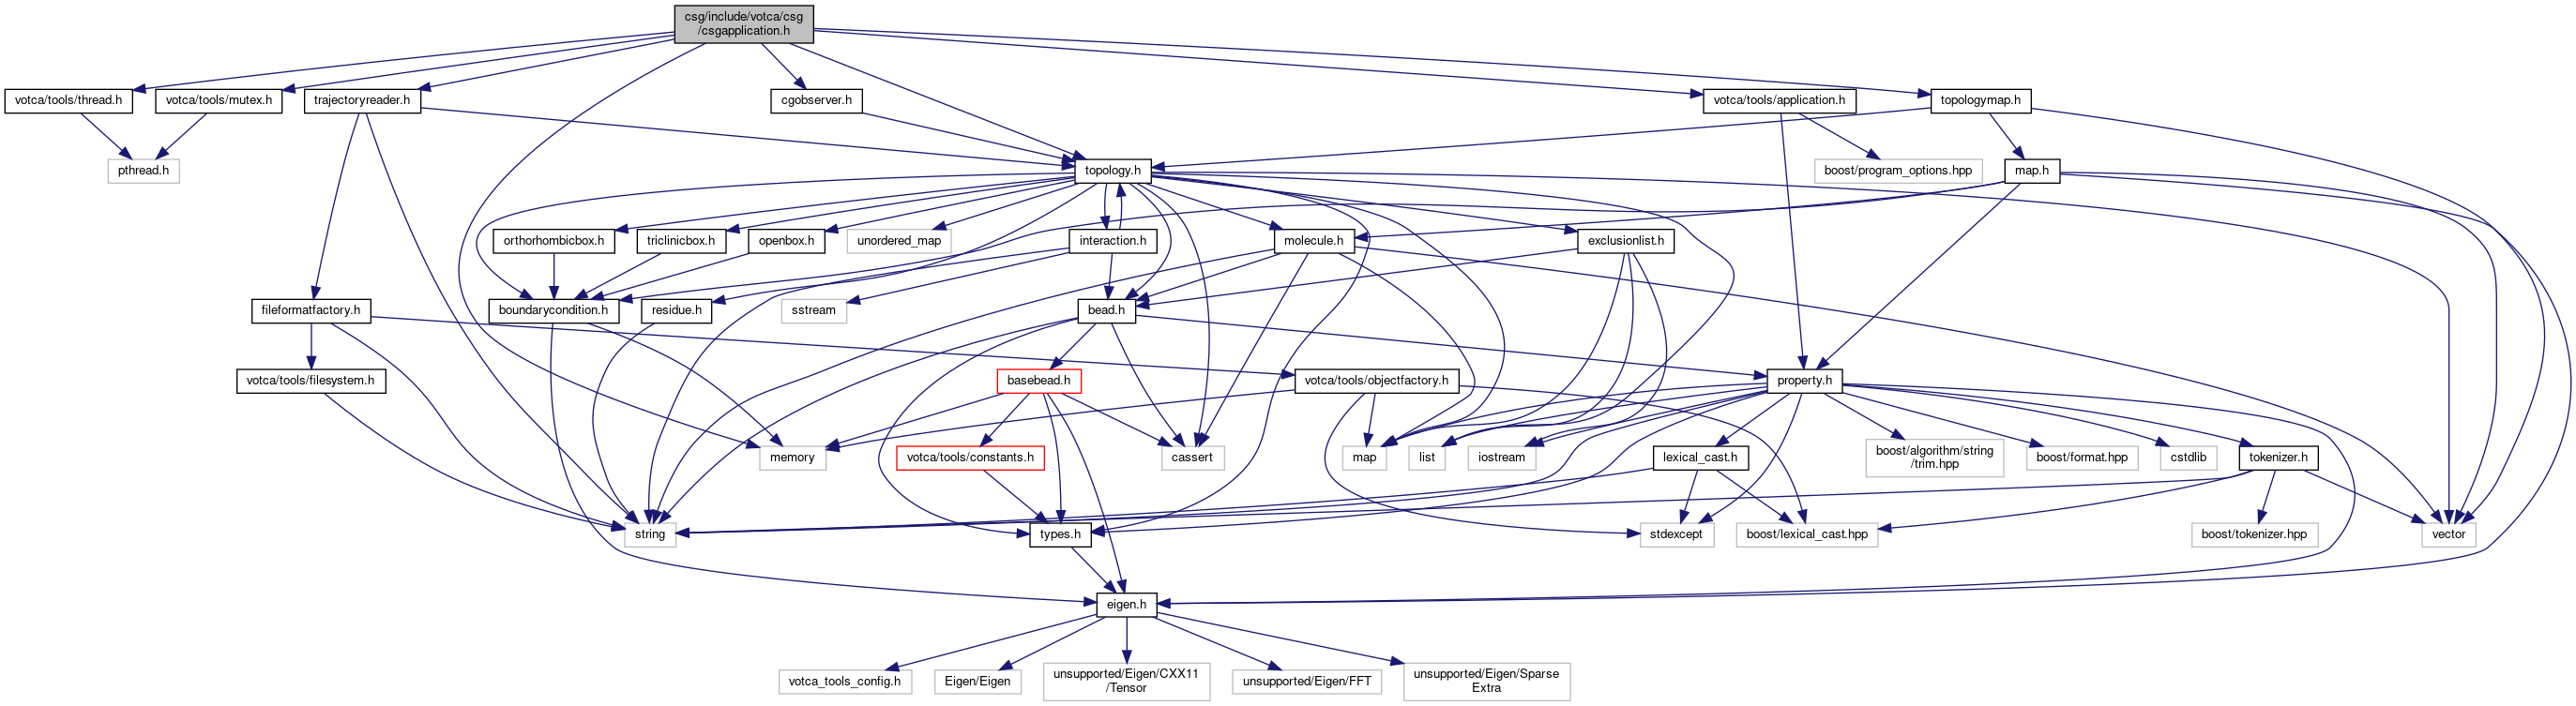 csg/include/votca/csg
/csgapplication.h
votca/tools/thread.h
votca/tools/mutex.h
trajectoryreader.h
cgobserver.h
votca/tools/application.h
topologymap.h
pthread.h
topology.h
boost/program_options.hpp
map.h
orthorhombicbox.h
triclinicbox.h
openbox.h
unordered_map
interaction.h
molecule.h
exclusionlist.h
fileformatfactory.h
boundarycondition.h
residue.h
sstream
bead.h
votca/tools/filesystem.h
basebead.h
votca/tools/objectfactory.h
property.h
memory
votca/tools/constants.h
cassert
map
list
iostream
lexical_cast.h
boost/algorithm/string
/trim.hpp
boost/format.hpp
cstdlib
tokenizer.h
string
types.h
stdexcept
boost/lexical_cast.hpp
boost/tokenizer.hpp
vector
eigen.h
votca_tools_config.h
Eigen/Eigen
unsupported/Eigen/CXX11
/Tensor
unsupported/Eigen/FFT
unsupported/Eigen/Sparse
Extra